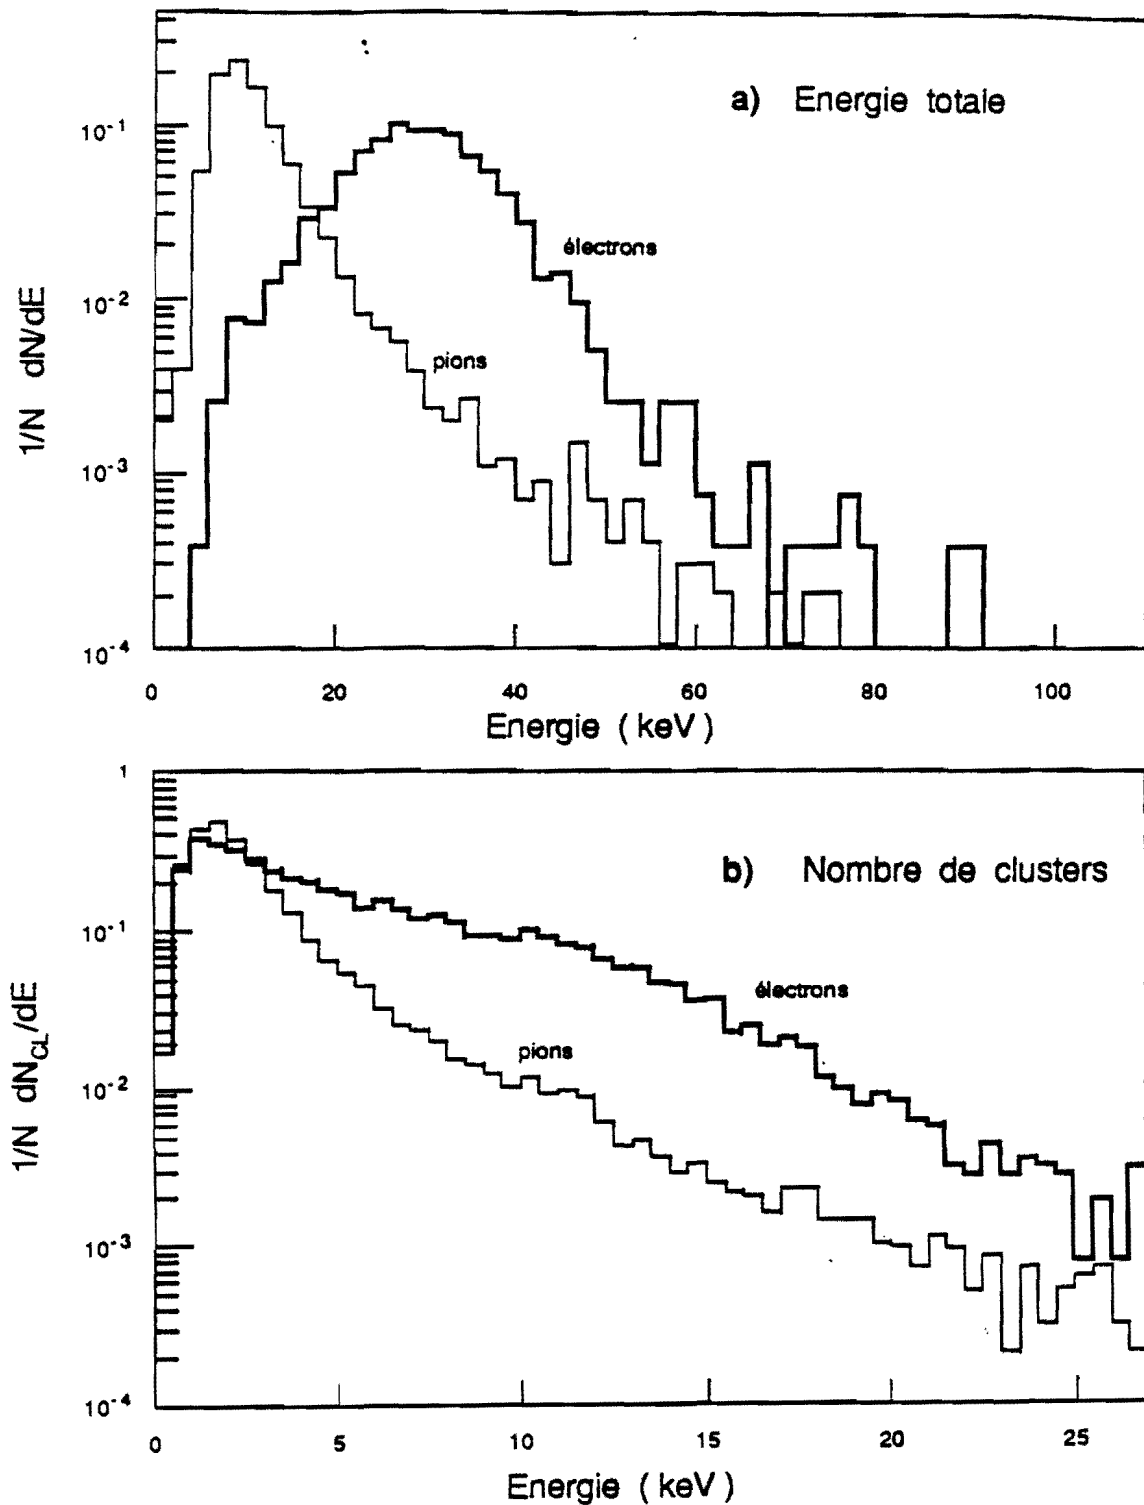 a) Energie totale
10-1
électrons
10-2
pions
10-3
10-4
0 20 40 60 80 100
Energie ( keV )
1/N dN/dE
1
b) Nombre de clusters
10-1
électrons
pions
10-2
10-3
10-4
0 5 10 15 20 25
Energie ( keV )
1/N dNCL/dE